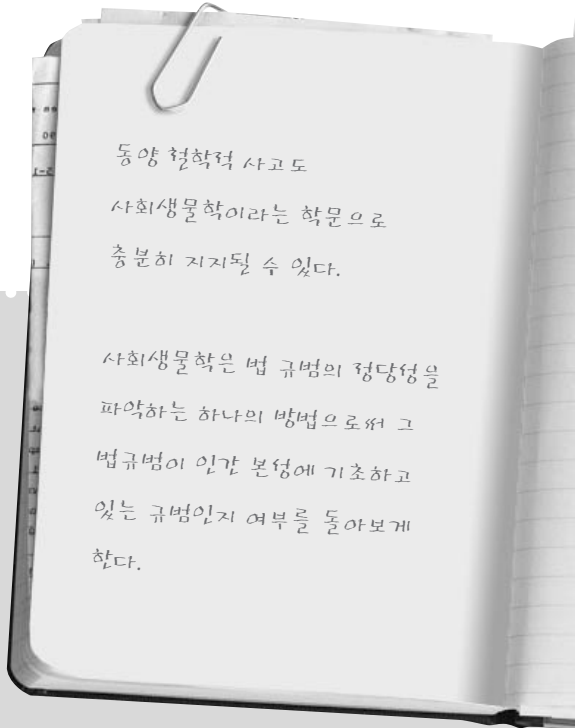 동양 철학적 사고도
사회생물학이라는 학문으로
충분히 지지될 수 있다.
사회생물학은 법 규범의 정당성을
파악하는 하나의 방법으로써 그
법규범이 인간 본성에 기초하고
있는 규범인지 여부를 돌아보게
한다.